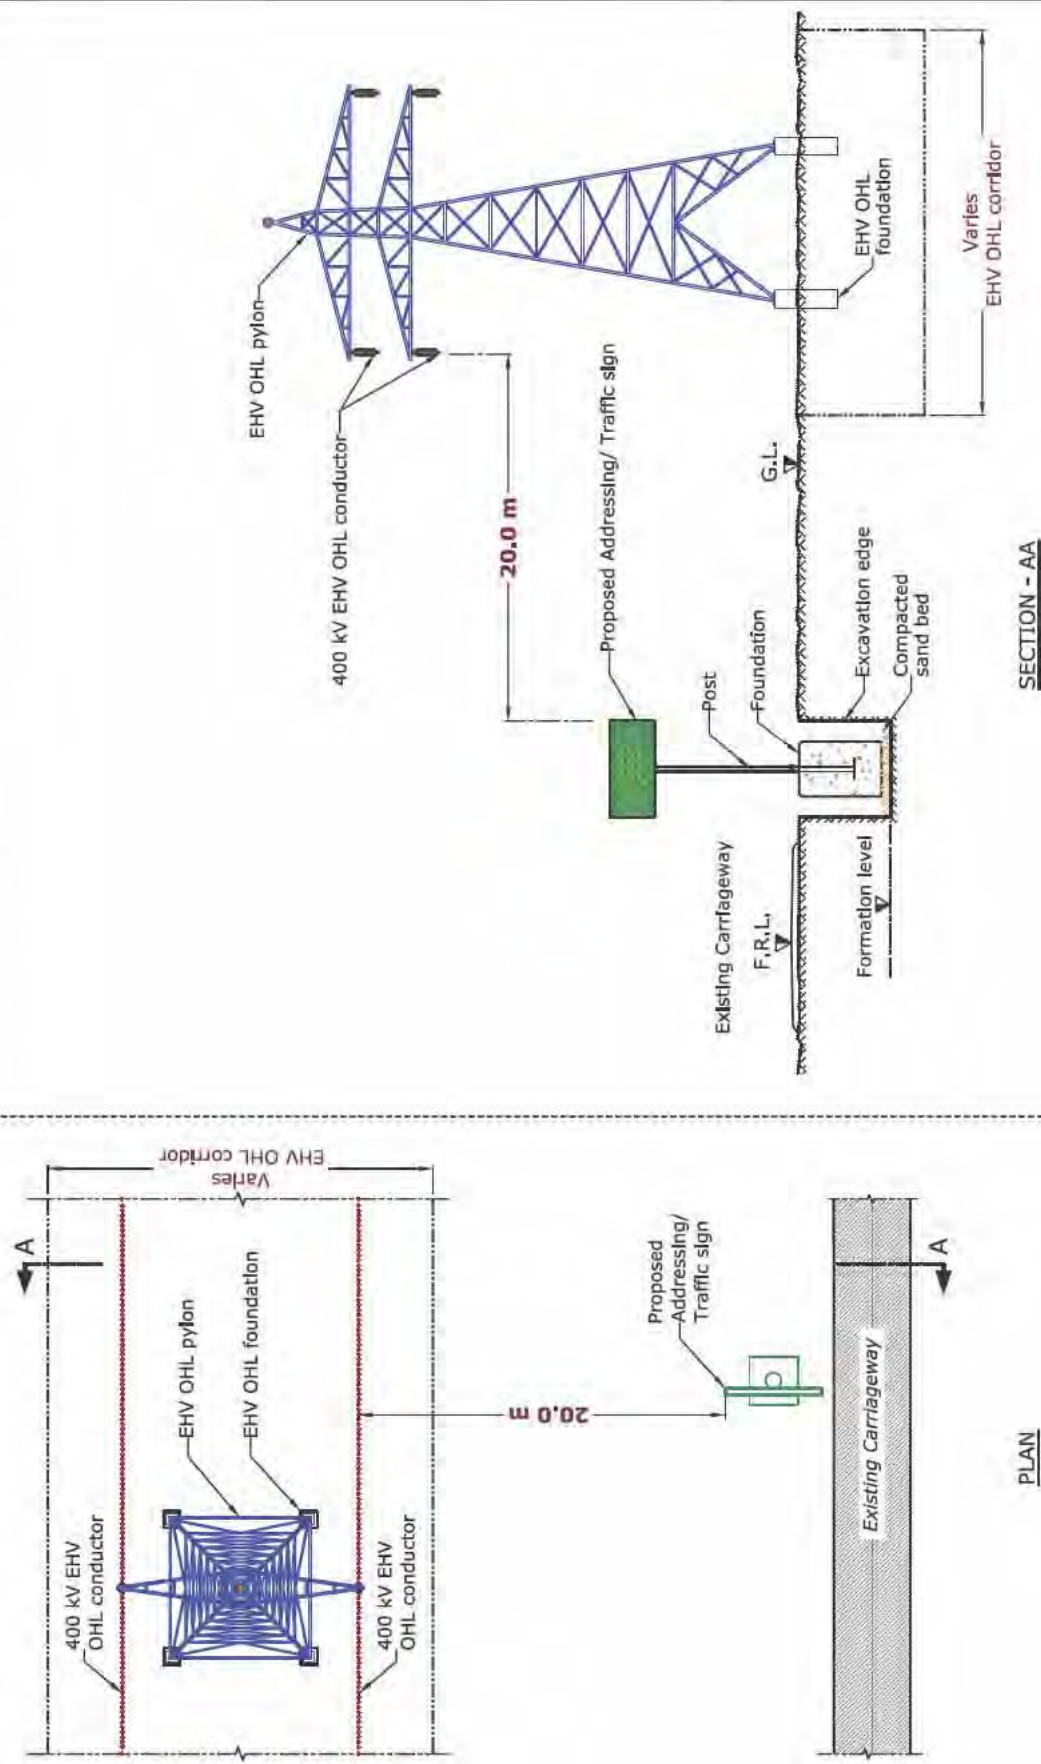 EHV OHL pylon
400 kV EHV OHL conductor
20.0 m
Proposed Addressing/ Traffic sign
Post
Foundation
G.L.
EHV OHL
foundation
Varies
EHV OHL corridor
Existing Carriageway
F.R.L.
Formation level
Excavation edge
Compacted
sand bed
SECTION - AA
A
Varies
EHV OHL corridor
400 kV EHV
OHL conductor
EHV OHL pylon
EHV OHL foundation
400 kV EHV
OHL conductor
20.0 m
Proposed
Addressing/
Traffic sign
Existing Carriageway
A
PLAN